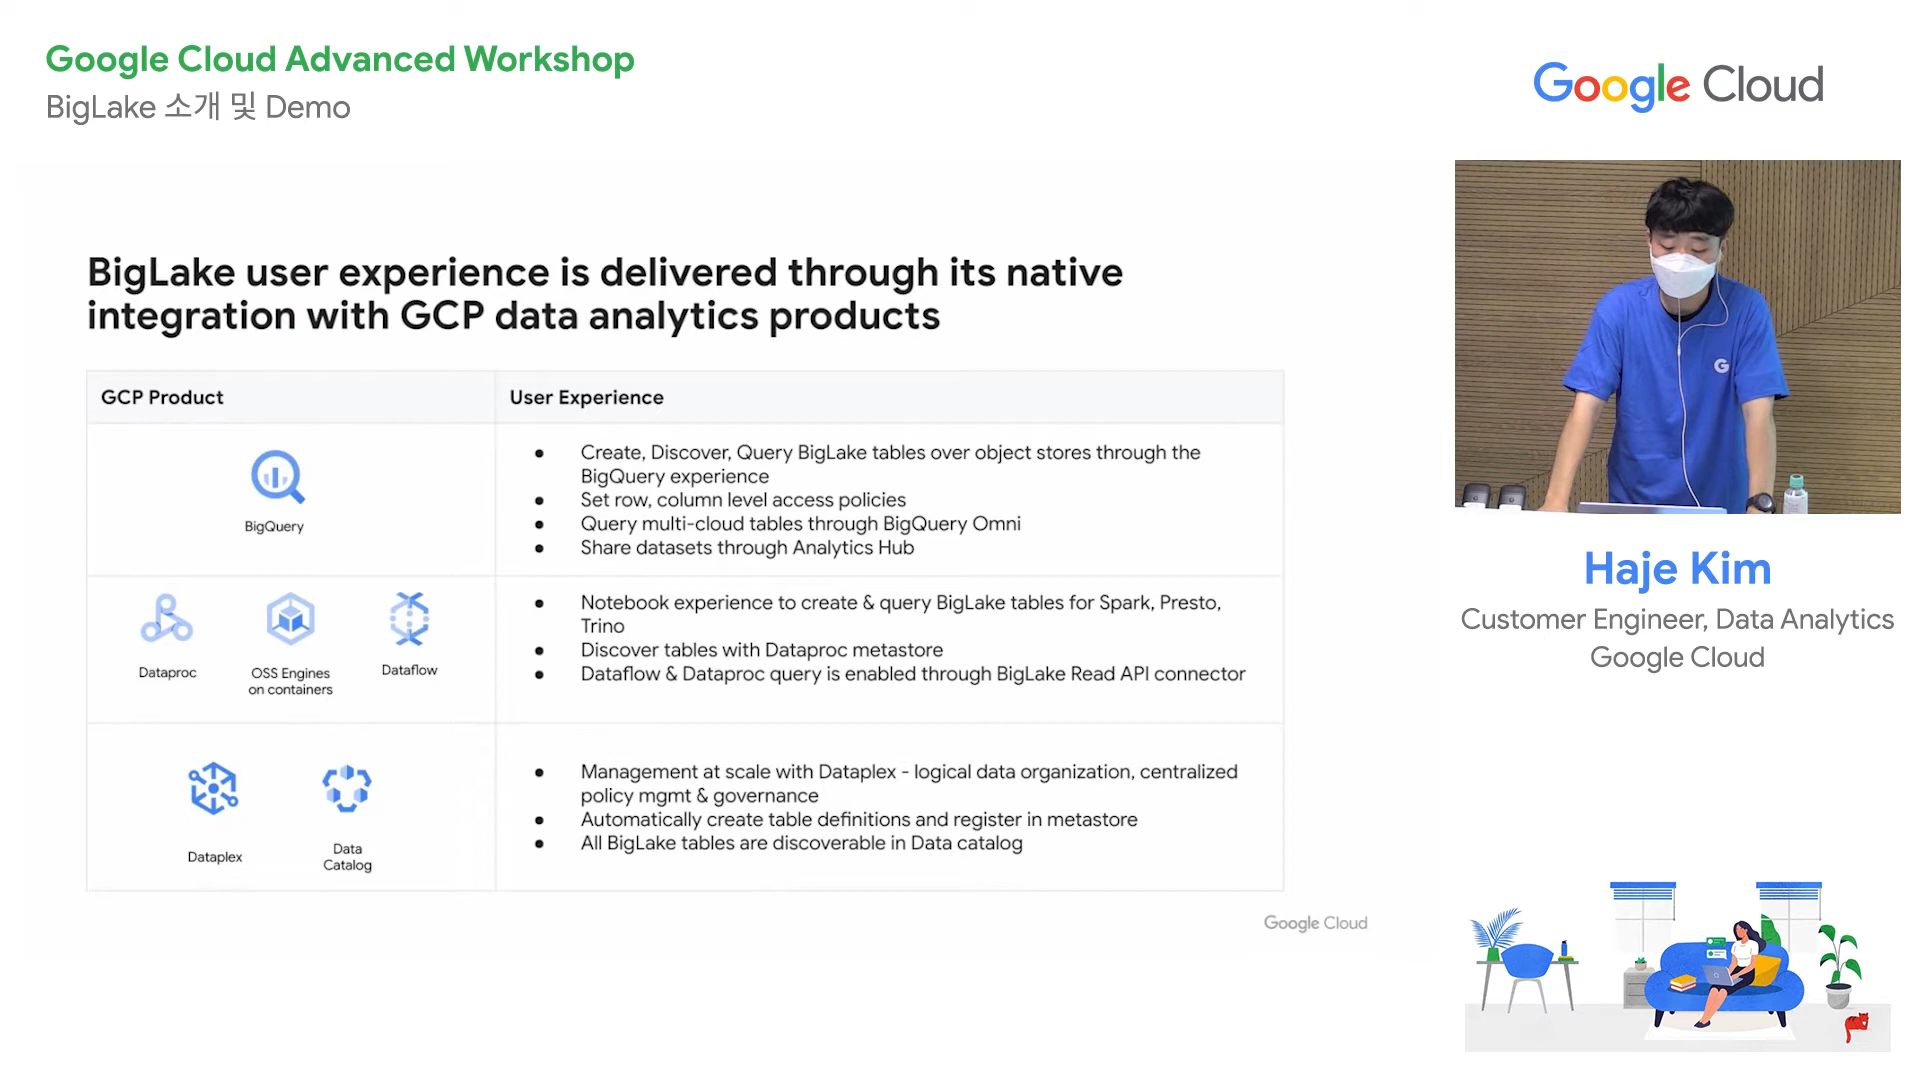 Google Cloud Advanced Workshop
BigLake 소개 및 Demo
Google Cloud
BigLake user experience is delivered through its native
integration with GCP data analytics products
GCP Product
User Experience
BigQuery
● Create, Discover, Query BigLake tables over object stores through the
BigQuery experience
● Set row, column level access policies
● Query multi-cloud tables through BigQuery Omni
● Share datasets through Analytics Hub
Dataproc
OSS Engines
on containers
Dataflow
● Notebook experience to create & query BigLake tables for Spark, Presto,
Trino
● Discover tables with Dataproc metastore
● Dataflow & Dataproc query is enabled through BigLake Read API connector
Dataplex
Data
Catalog
● Management at scale with Dataplex - logical data organization, centralized
policy mgmt & governance
● Automatically create table definitions and register in metastore
● All BigLake tables are discoverable in Data catalog
Google Cloud
G
Haje Kim
Customer Engineer, Data Analytics
Google Cloud